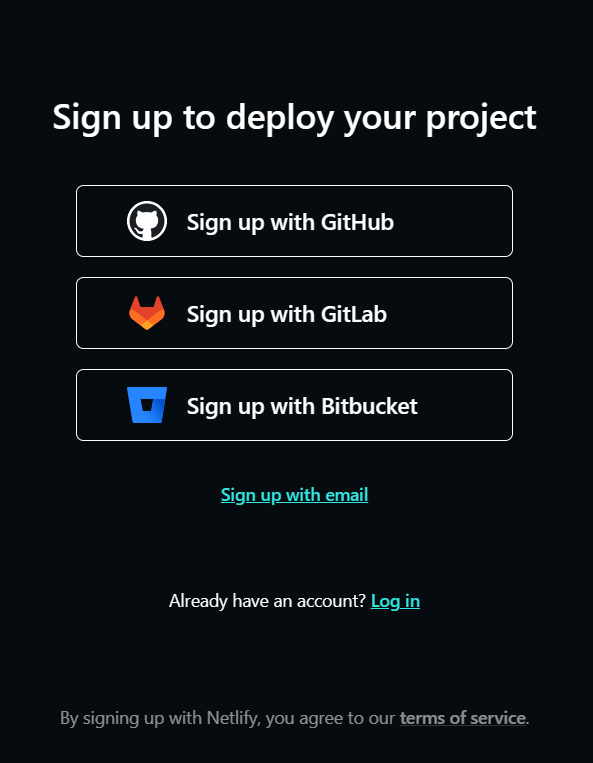 Sign up to deploy your project
Sign up with GitHub
Sign up with GitLab
Sign up with Bitbucket
Sign up with email
Already have an account? Log in
By signing up with Netlify, you agree to our terms of service.